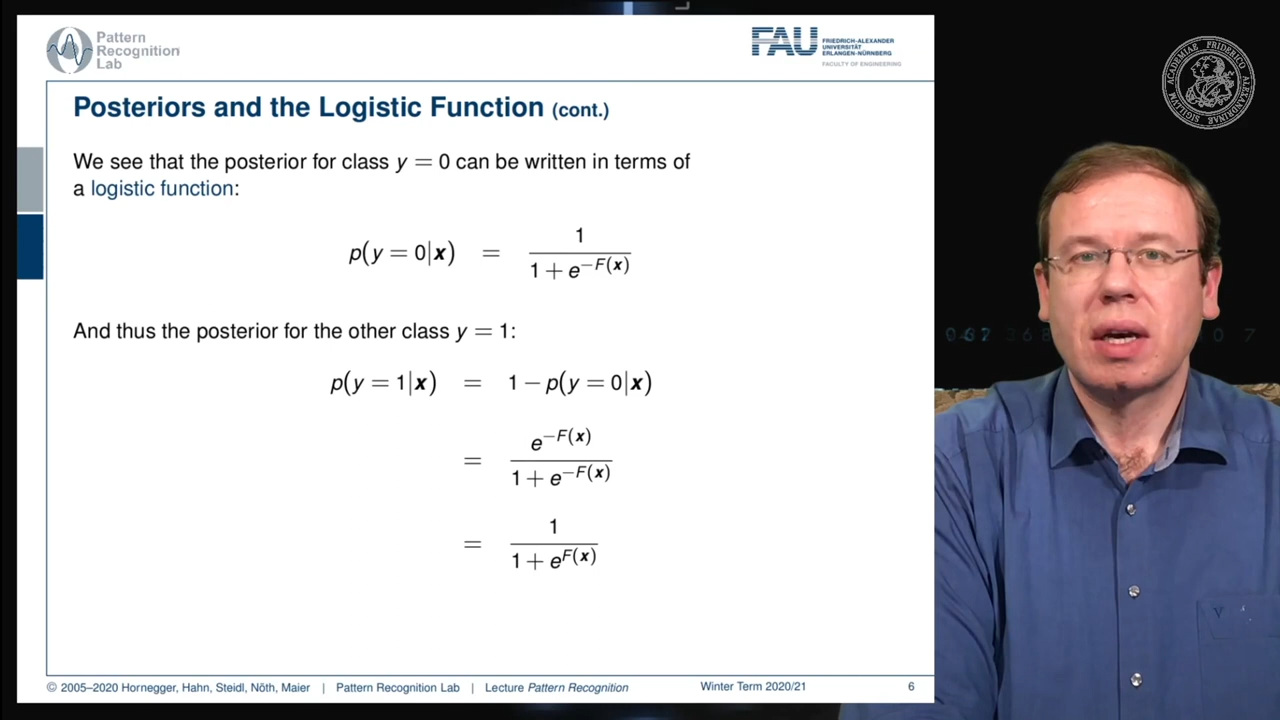 Pattern
Recognition
Lab
FAU
FRIEDRICH-ALEXANDER
UNIVERSITÄT
ERLANGEN-NÜRNBERG
FACULTY OF ENGINEERING
Posteriors and the Logistic Function (cont.)
We see that the posterior for class y = 0 can be written in terms of
a logistic function:
p(y = 0|x) = 1 / (1 + e^{−F(x)})
And thus the posterior for the other class y = 1:
p(y = 1|x) = 1 − p(y = 0|x)
= e^{−F(x)} / (1 + e^{−F(x)})
= 1 / (1 + e^{F(x)})
© 2005–2020 Hornegger, Hahn, Steidl, Nöth, Maier | Pattern Recognition Lab | Lecture Pattern Recognition Winter Term 2020/21 6